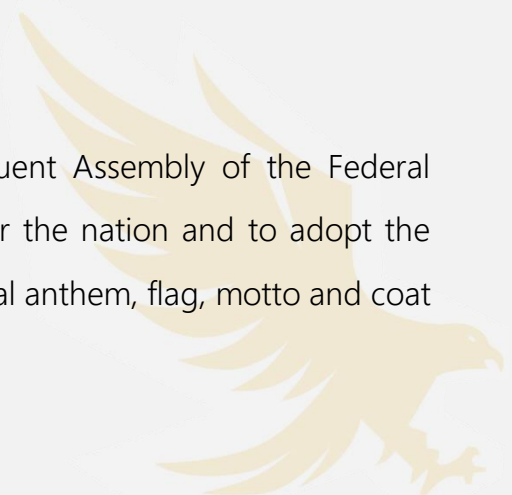 uent Assembly of the Federal
r the nation and to adopt the
al anthem, flag, motto and coat